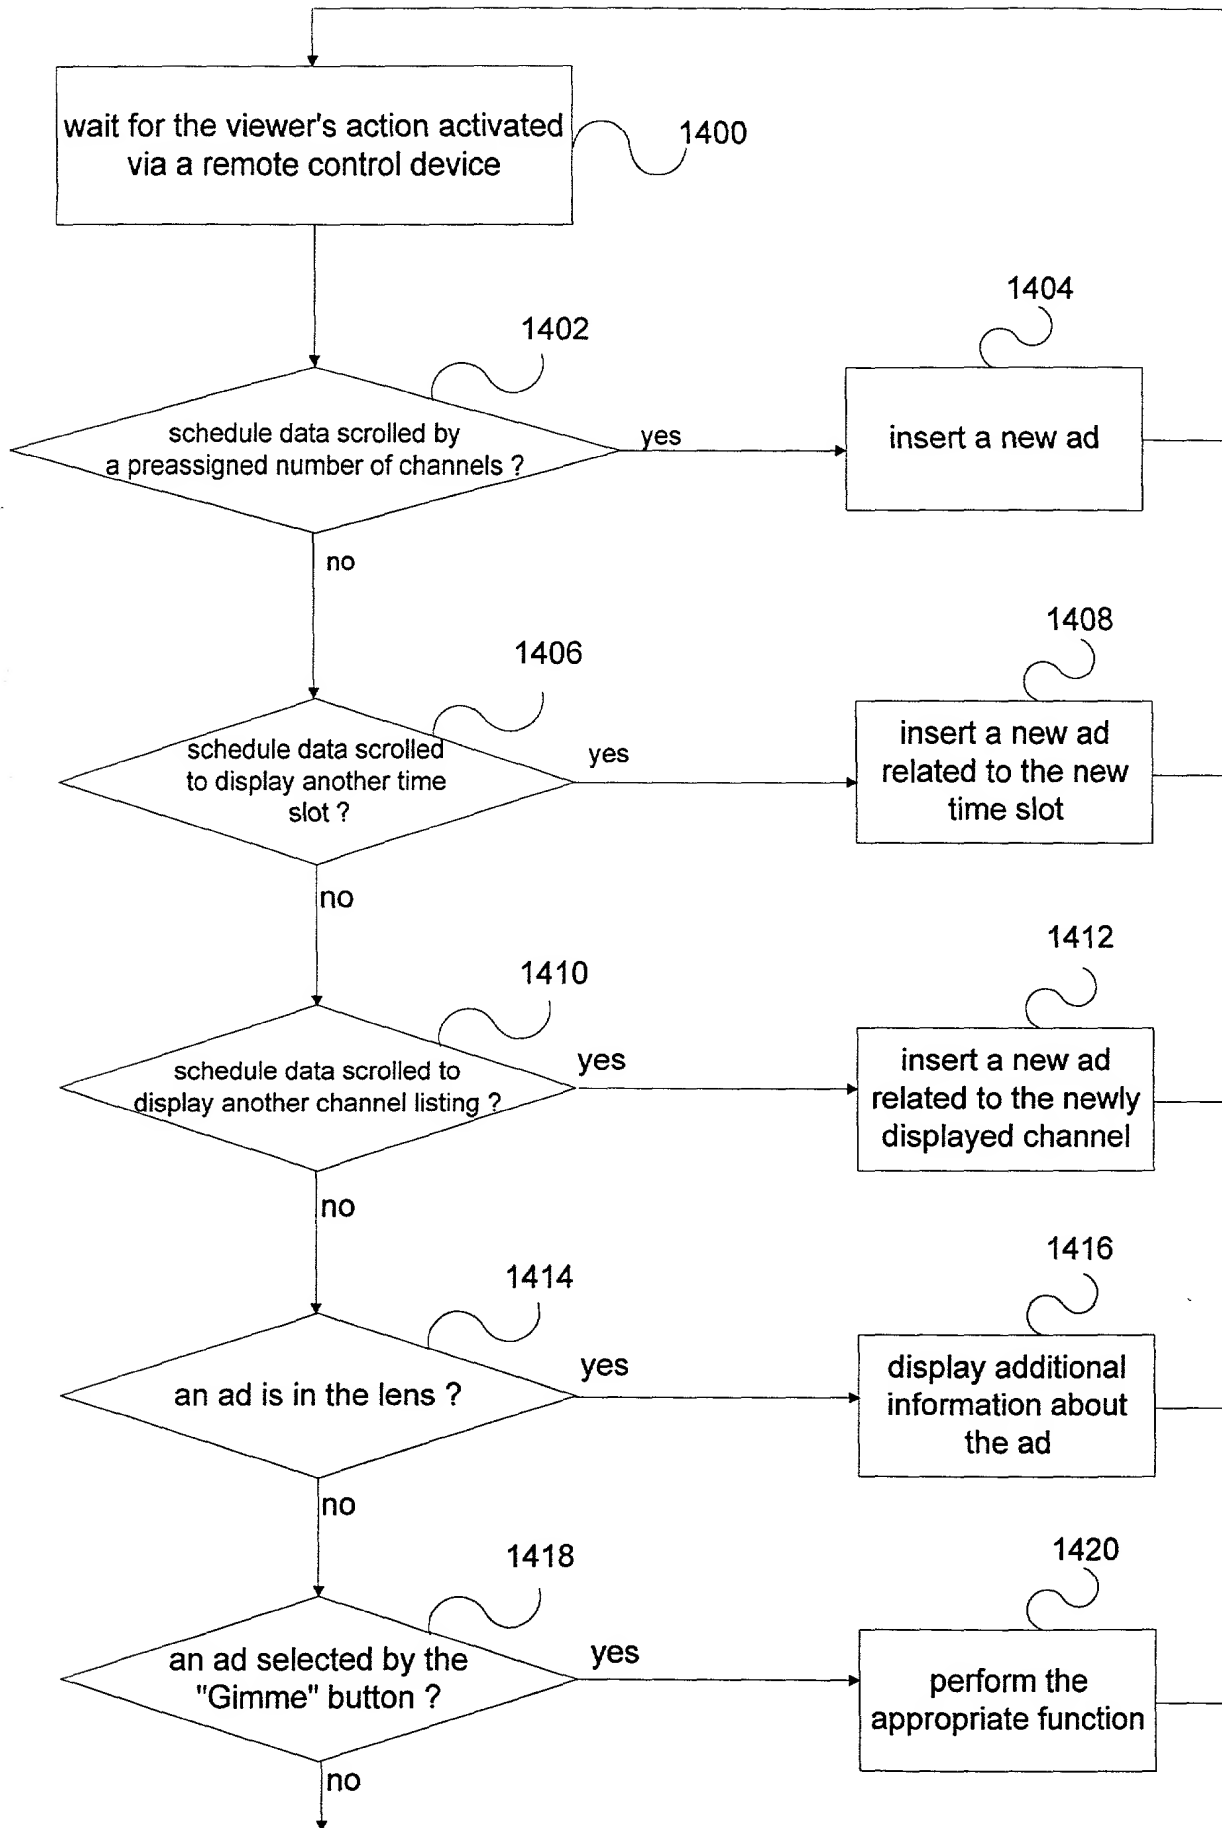 wait for the viewer's action activated
via a remote control device
1400
1402
schedule data scrolled by
a preassigned number of channels ?
yes
1404
insert a new ad
no
1406
schedule data scrolled
to display another time
slot ?
yes
1408
insert a new ad
related to the new
time slot
no
1410
schedule data scrolled to
display another channel listing ?
yes
1412
insert a new ad
related to the newly
displayed channel
no
1414
an ad is in the lens ?
yes
1416
display additional
information about
the ad
no
1418
an ad selected by the
"Gimme" button ?
yes
1420
perform the
appropriate function
no